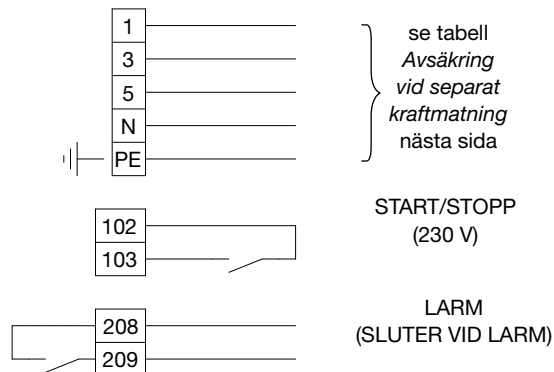 1
3
5
N
PE
se tabell
Avsäkring
vid separat
kraftmatning
nästa sida
102
103
START/STOPP
(230 V)
208
209
LARM
(SLUTER VID LARM)